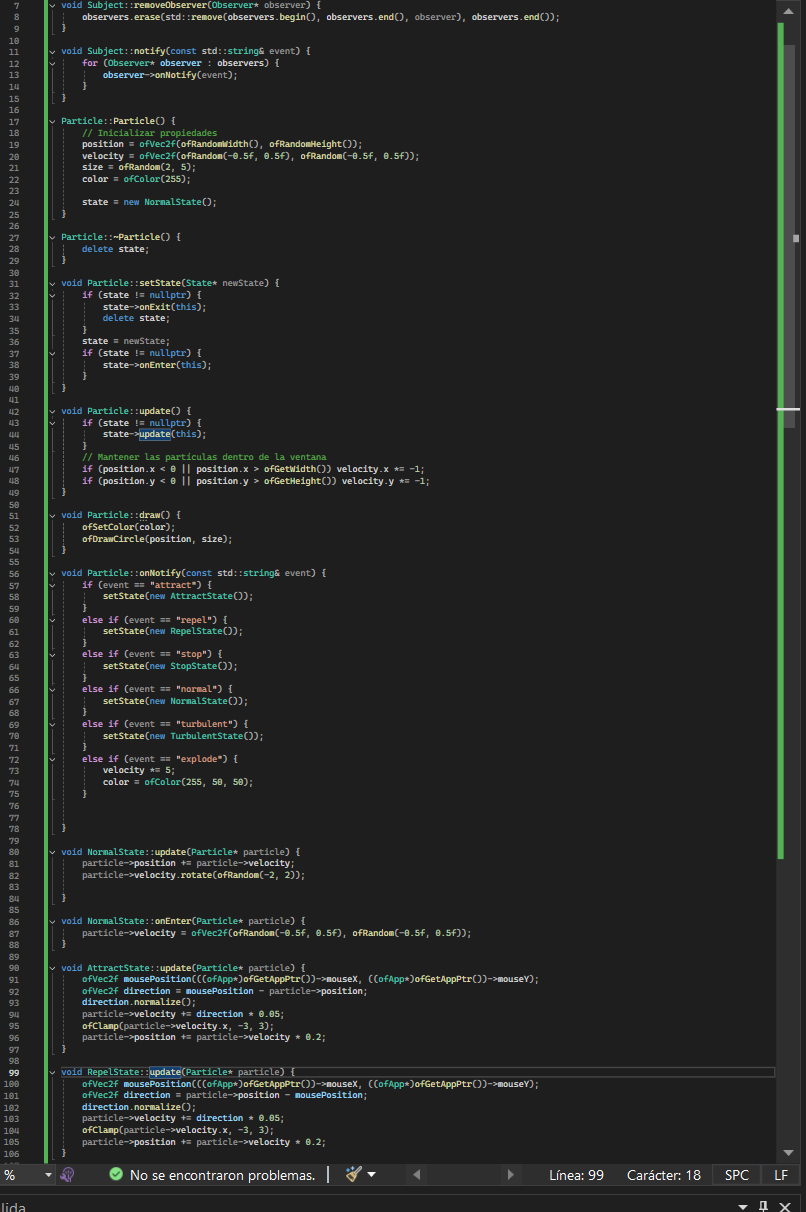 7 void Subject::removeObserver(Observer* observer) {
8 observers.erase(std::remove(observers.begin(), observers.end(), observer), observers.end());
9 }
10
11 void Subject::notify(const std::string& event) {
12 for (Observer* observer : observers) {
13 observer->onNotify(event);
14 }
15 }
16
17 Particle::Particle() {
18 // Inicializar propiedades
19 position = ofVec2f(ofRandomWidth(), ofRandomHeight());
20 velocity = ofVec2f(ofRandom(-0.5f, 0.5f), ofRandom(-0.5f, 0.5f));
21 size = ofRandom(2, 5);
22 color = ofColor(255);
23
24 state = new NormalState();
25 }
26
27 Particle::~Particle() {
28 delete state;
29 }
30
31 void Particle::setState(State* newState) {
32 if (state != nullptr) {
33 state->onExit(this);
34 delete state;
35 }
36 state = newState;
37 if (state != nullptr) {
38 state->onEnter(this);
39 }
40 }
41
42 void Particle::update() {
43 if (state != nullptr) {
44 state->update(this);
45 }
46 // Mantener las partículas dentro de la ventana
47 if (position.x < 0 || position.x > ofGetWidth()) velocity.x *= -1;
48 if (position.y < 0 || position.y > ofGetHeight()) velocity.y *= -1;
49 }
50
51 void Particle::draw() {
52 ofSetColor(color);
53 ofDrawCircle(position, size);
54 }
55
56 void Particle::onNotify(const std::string& event) {
57 if (event == "attract") {
58 setState(new AttractState());
59 }
60 else if (event == "repel") {
61 setState(new RepelState());
62 }
63 else if (event == "stop") {
64 setState(new StopState());
65 }
66 else if (event == "normal") {
67 setState(new NormalState());
68 }
69 else if (event == "turbulent") {
70 setState(new TurbulentState());
71 }
72 else if (event == "explode") {
73 velocity *= 5;
74 color = ofColor(255, 50, 50);
75 }
76
77
78 }
79
80 void NormalState::update(Particle* particle) {
81 particle->position += particle->velocity;
82 particle->velocity.rotate(ofRandom(-2, 2));
83
84 }
85
86 void NormalState::onEnter(Particle* particle) {
87 particle->velocity = ofVec2f(ofRandom(-0.5f, 0.5f), ofRandom(-0.5f, 0.5f));
88 }
89
90 void AttractState::update(Particle* particle) {
91 ofVec2f mousePosition(((ofApp*)ofGetAppPtr())->mouseX, ((ofApp*)ofGetAppPtr())->mouseY);
92 ofVec2f direction = mousePosition - particle->position;
93 direction.normalize();
94 particle->velocity += direction * 0.05;
95 ofClamp(particle->velocity.x, -3, 3);
96 particle->position += particle->velocity * 0.2;
97 }
98
99 void RepelState::update(Particle* particle) {
100 ofVec2f mousePosition(((ofApp*)ofGetAppPtr())->mouseX, ((ofApp*)ofGetAppPtr())->mouseY);
101 ofVec2f direction = particle->position - mousePosition;
102 direction.normalize();
103 particle->velocity += direction * 0.05;
104 ofClamp(particle->velocity.x, -3, 3);
105 particle->position += particle->velocity * 0.2;
106 }
% No se encontraron problemas. Línea: 99 Carácter: 18 SPC LF
lida